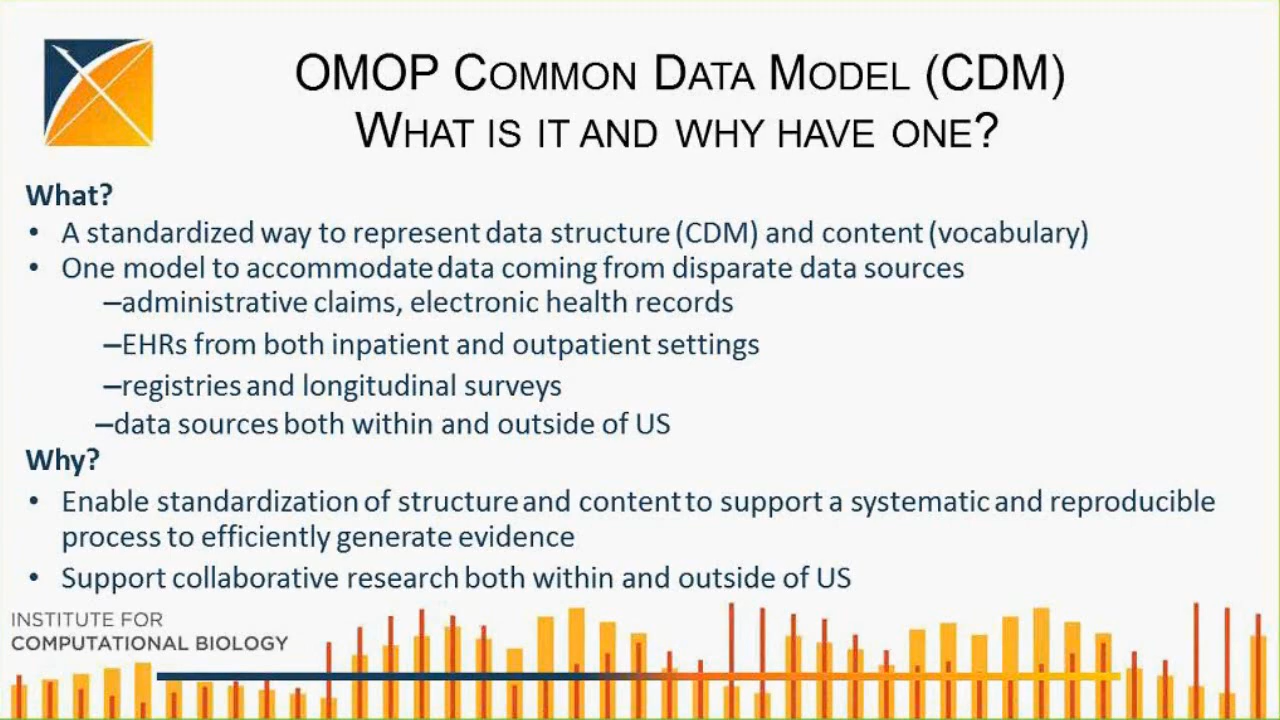 OMOP COMMON DATA MODEL (CDM)
WHAT IS IT AND WHY HAVE ONE?
What?
• A standardized way to represent data structure (CDM) and content (vocabulary)
• One model to accommodate data coming from disparate data sources
–administrative claims, electronic health records
–EHRs from both inpatient and outpatient settings
–registries and longitudinal surveys
–data sources both within and outside of US
Why?
• Enable standardization of structure and content to support a systematic and reproducible
process to efficiently generate evidence
• Support collaborative research both within and outside of US
INSTITUTE FOR
COMPUTATIONAL BIOLOGY